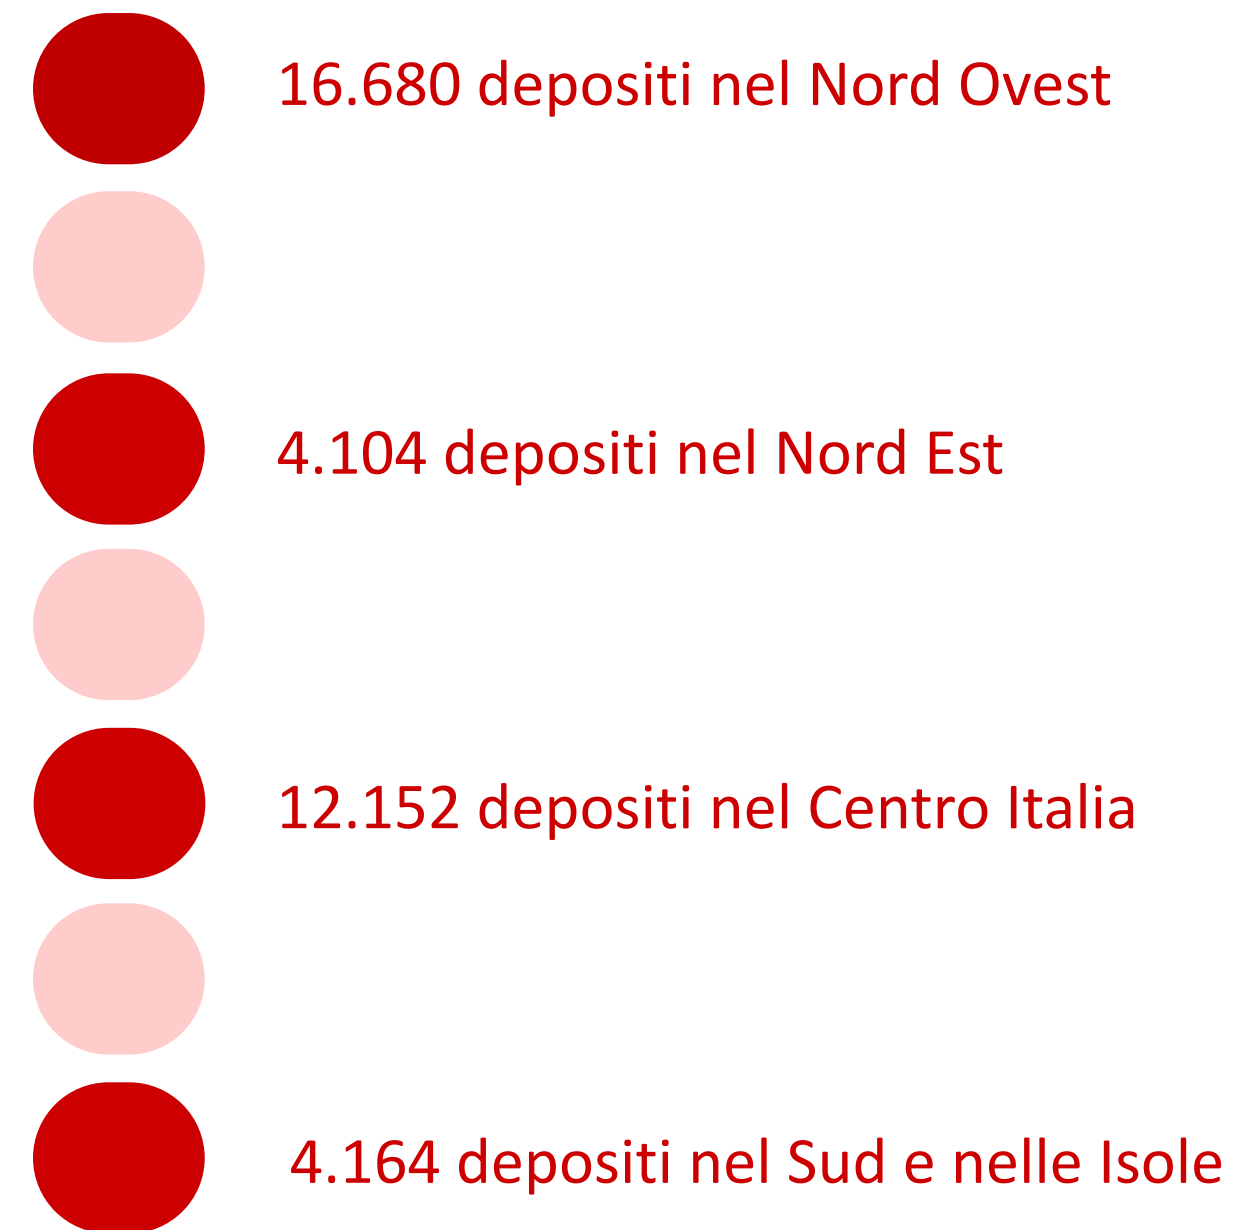 16.680 depositi nel Nord Ovest
4.104 depositi nel Nord Est
12.152 depositi nel Centro Italia
4.164 depositi nel Sud e nelle Isole